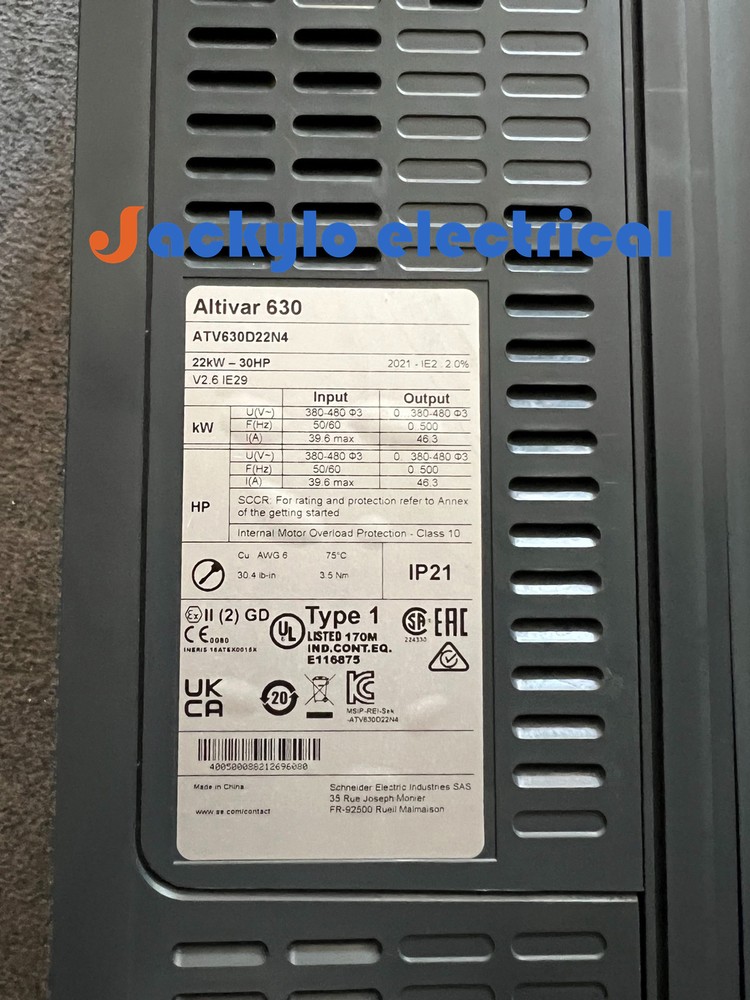 Jackylo electrical
Altivar 630
ATV630D22N4
22kW - 30HP 2021 - IE2 : 2.0%
V2.6 IE29
Input Output
kW U(V~) 380-480 Φ3 0... 380-480 Φ3
F(Hz) 50/60 0..500
I(A) 39.6 max 46.3
HP U(V~) 380-480 Φ3 0... 380-480 Φ3
F(Hz) 50/60 0..500
I(A) 39.6 max 46.3
SCCR: For rating and protection refer to Annex
of the getting started
Internal Motor Overload Protection - Class 10
Cu AWG 6 75°C
30.4 lb-in 3.5 Nm
IP21
Ex II (2) GD
CE 0080
INERIS 16ATEX0015X
UL Type 1
LISTED 170M
IND.CONT.EQ.
E116875
SA EAC
224330
UK
CA
20
MSIP-REI-Sek
-ATV630D22N4
400500088212696080
Made in China
www.se.com/contact
Schneider Electric Industries SAS
35 Rue Joseph Monier
FR-92500 Rueil Malmaison